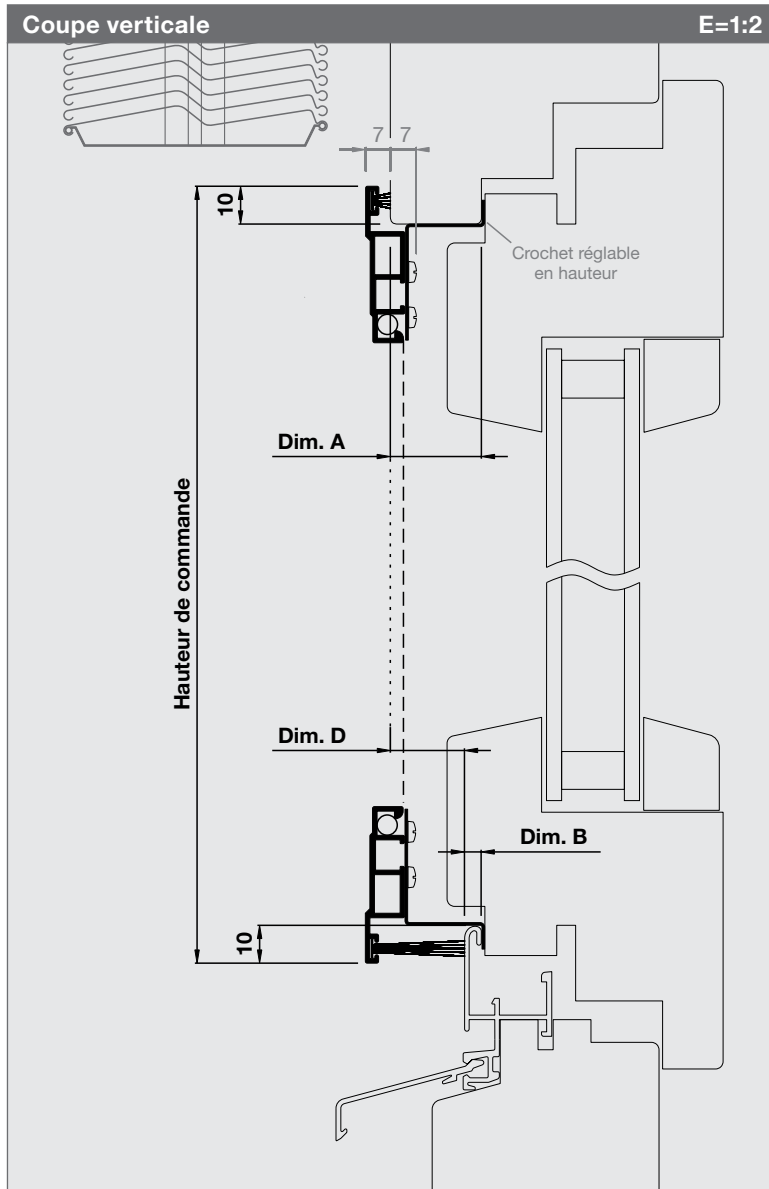 Coupe verticale E=1:2
7 7
10
Crochet réglable
en hauteur
Dim. A
Hauteur de commande
Dim. D
Dim. B
10